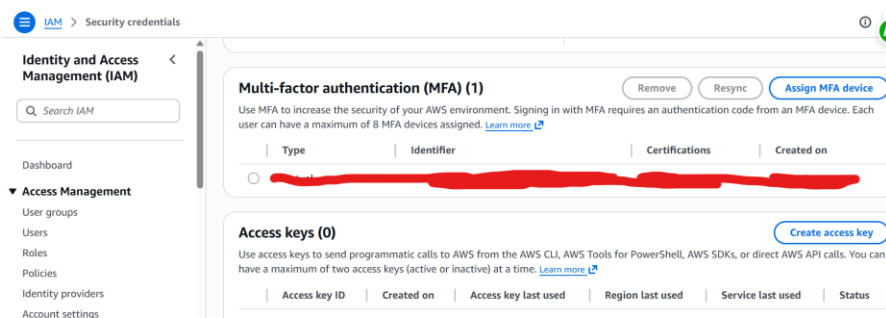 IAM > Security credentials
Identity and Access
Management (IAM)
Search IAM
Dashboard
Access Management
User groups
Users
Roles
Policies
Identity providers
Account settings
Multi-factor authentication (MFA) (1)
Remove
Resync
Assign MFA device
Use MFA to increase the security of your AWS environment. Signing in with MFA requires an authentication code from an MFA device. Each
user can have a maximum of 8 MFA devices assigned. Learn more
Type Identifier Certifications Created on
Access keys (0)
Create access key
Use access keys to send programmatic calls to AWS from the AWS CLI, AWS Tools for PowerShell, AWS SDKs, or direct AWS API calls. You can
have a maximum of two access keys (active or inactive) at a time. Learn more
Access key ID Created on Access key last used Region last used Service last used Status